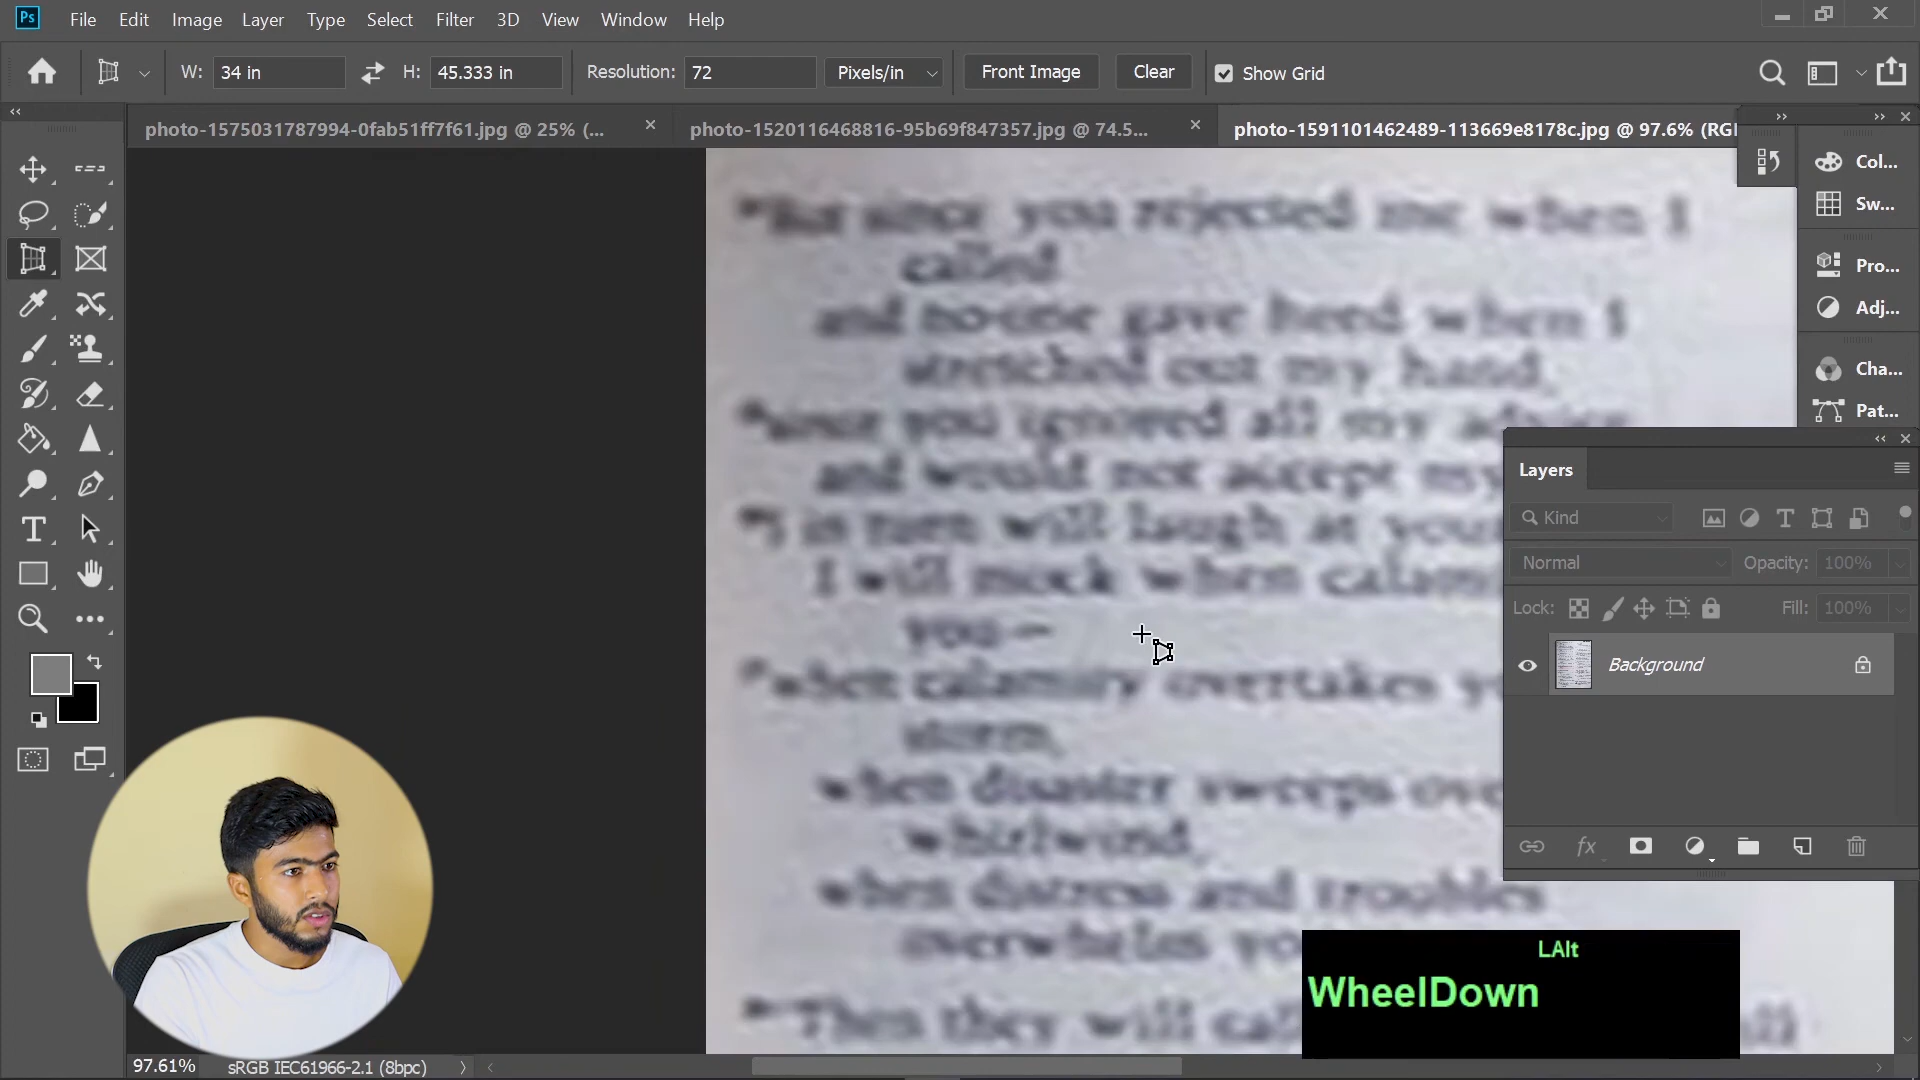 Ps File Edit Image Layer Type Select Filter 3D View Window Help
W: 34 in H: 45.333 in Resolution: 72 Pixels/in Front Image Clear Show Grid
photo-1575031787994-0fab51ff7f61.jpg @ 25% (... photo-1520116468816-95b69f847357.jpg @ 74.5... photo-1591101462489-113669e8178c.jpg @ 97.6% (RG
Col...
Sw...
Pro...
Adj...
Cha...
Pat...
But since you rejected me when I
called
and no-one gave heed when I
stretched out my hand,
since you ignored all my advice
and would not accept my
I in turn will laugh at your
I will mock when
you—
when calamity overtakes
storm,
when disaster sweeps
whirlwind,
when distress and troubles
Then they will
Layers
Kind
Normal Opacity: 100%
Lock: Fill: 100%
Background
fx
T
LAlt
WheelDown
97.61% sRGB IEC61966-2.1 (8bpc)